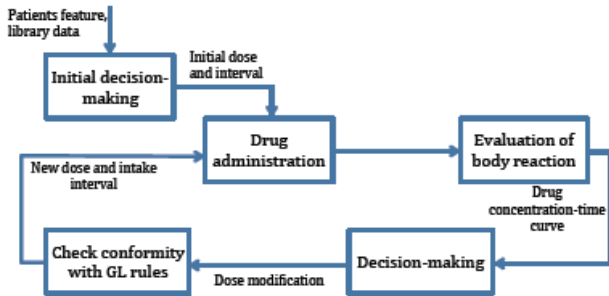 Patients feature,
library data
Initial decision-
making
Initial dose
and interval
Drug
administration
Evaluation of
body reaction
New dose and intake
interval
Drug
concentration-time
curve
Check conformity
with GL rules
Dose modification
Decision-making